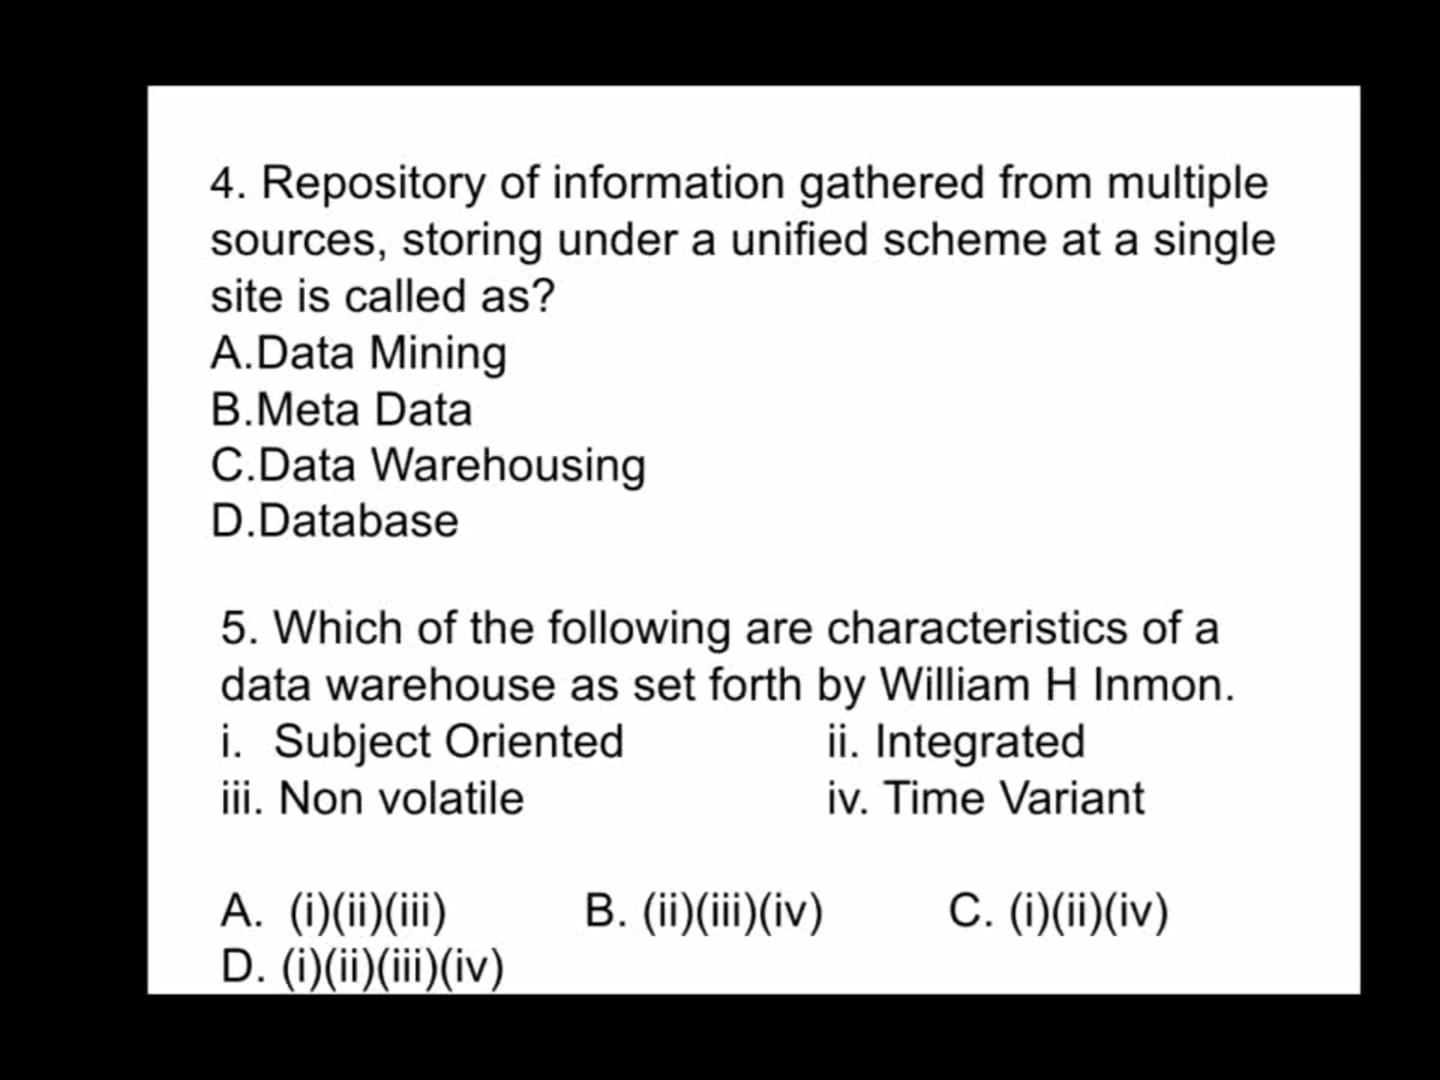 4. Repository of information gathered from multiple
sources, storing under a unified scheme at a single
site is called as?
A.Data Mining
B.Meta Data
C.Data Warehousing
D.Database
5. Which of the following are characteristics of a
data warehouse as set forth by William H Inmon.
i. Subject Oriented ii. Integrated
iii. Non volatile iv. Time Variant
A. (i)(ii)(iii) B. (ii)(iii)(iv) C. (i)(ii)(iv)
D. (i)(ii)(iii)(iv)